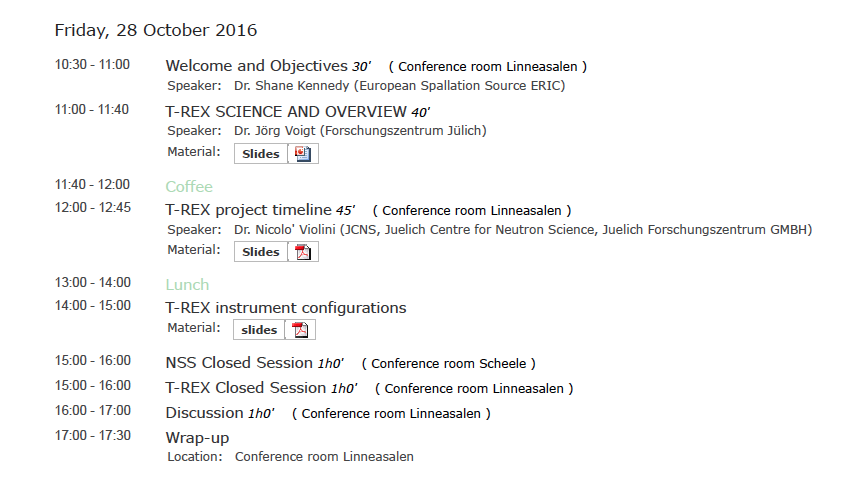 Friday, 28 October 2016
10:30 - 11:00 Welcome and Objectives 30' ( Conference room Linneasalen )
Speaker: Dr. Shane Kennedy (European Spallation Source ERIC)
11:00 - 11:40 T-REX SCIENCE AND OVERVIEW 40'
Speaker: Dr. Jörg Voigt (Forschungszentrum Jülich)
Material: Slides
11:40 - 12:00 Coffee
12:00 - 12:45 T-REX project timeline 45' ( Conference room Linneasalen )
Speaker: Dr. Nicolo' Violini (JCNS, Juelich Centre for Neutron Science, Juelich Forschungszentrum GMBH)
Material: Slides
13:00 - 14:00 Lunch
14:00 - 15:00 T-REX instrument configurations
Material: slides
15:00 - 16:00 NSS Closed Session 1h0' ( Conference room Scheele )
15:00 - 16:00 T-REX Closed Session 1h0' ( Conference room Linneasalen )
16:00 - 17:00 Discussion 1h0' ( Conference room Linneasalen )
17:00 - 17:30 Wrap-up
Location: Conference room Linneasalen